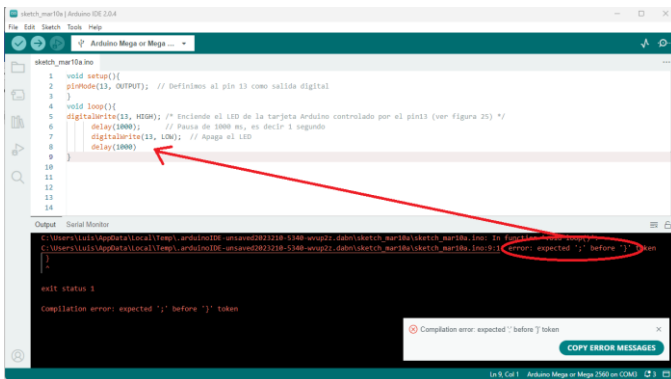 sketch_mar10a | Arduino IDE 2.0.4
File Edit Sketch Tools Help
Arduino Mega or Mega ...
sketch_mar10a.ino
1 void setup(){
2 pinMode(13, OUTPUT); // Definimos al pin 13 como salida digital
3 }
4 void loop(){
5 digitalWrite(13, HIGH); /* Enciende el LED de la tarjeta Arduino controlado por el pin13 (ver figura 25) */
6 delay(1000); // Pausa de 1000 ms, es decir 1 segundo
7 digitalWrite(13, LOW); // Apaga el LED
8 delay(1000)
9 }
10
11
12
13
14
Output Serial Monitor
C:\Users\Luis\AppData\Local\Temp\.arduinoIDE-unsaved2023210-5340-wvup2z.dabn\sketch_mar10a\sketch_mar10a.ino: In function 'void loop()':
C:\Users\Luis\AppData\Local\Temp\.arduinoIDE-unsaved2023210-5340-wvup2z.dabn\sketch_mar10a\sketch_mar10a.ino:9:1: error: expected ';' before '}' token
}
^
exit status 1
Compilation error: expected ';' before '}' token
Compilation error: expected ';' before '}' token
COPY ERROR MESSAGES
Ln 9, Col 1 Arduino Mega or Mega 2560 on COM3 3